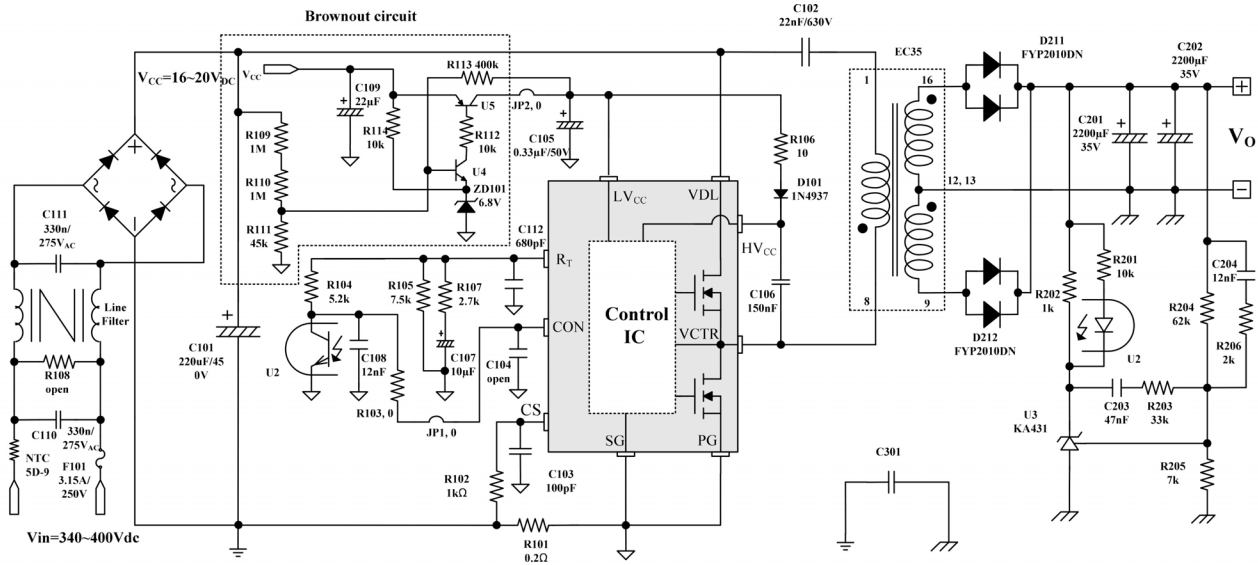 Brownout circuit
V_CC=16~20V_DC
V_CC
C109
22µF
R113 400k
U5
JP2, 0
R114
10k
R112
10k
U4
ZD101
6.8V
C105
0.33µF/50V
R109
1M
R110
1M
R111
45k
C102
22nF/630V
EC35
1
16
12, 13
8
9
D211
FYP2010DN
D212
FYP2010DN
C202
2200µF
35V
C201
2200µF
35V
V_O
R106
10
D101
1N4937
C106
150nF
LV_CC
VDL
HV_CC
R_T
CON
Control
IC
VCTR
CS
SG
PG
C111
330n/
275V_AC
Line
Filter
R108
open
C110
330n/
275V_AC
NTC
5D-9
F101
3.15A/
250V
Vin=340~400Vdc
C101
220uF/45
0V
R104
5.2k
R105
7.5k
R107
2.7k
C112
680pF
U2
C108
12nF
C107
10µF
C104
open
R103, 0
JP1, 0
R102
1kΩ
C103
100pF
R101
0.2Ω
R201
10k
R202
1k
U2
C204
12nF
R204
62k
R206
2k
C203
47nF
R203
33k
U3
KA431
R205
7k
C301